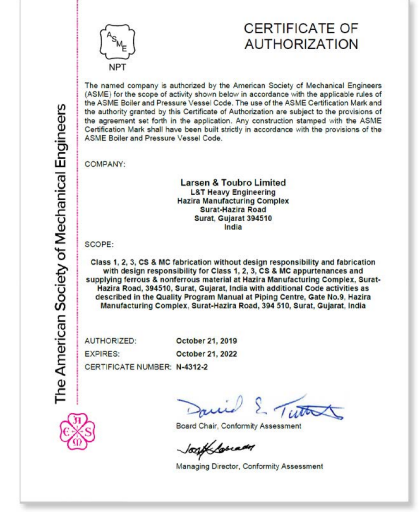 CERTIFICATE OF
AUTHORIZATION
ASME
NPT
The named company is authorized by the American Society of Mechanical Engineers
(ASME) for the scope of activity shown below in accordance with the applicable rules of
the ASME Boiler and Pressure Vessel Code. The use of the ASME Certification Mark and
the authority granted by this Certificate of Authorization are subject to the provisions of
the agreement set forth in the application. Any construction stamped with the ASME
Certification Mark shall have been built strictly in accordance with the provisions of the
ASME Boiler and Pressure Vessel Code.
COMPANY:
Larsen & Toubro Limited
L&T Heavy Engineering
Hazira Manufacturing Complex
Surat-Hazira Road
Surat, Gujarat 394510
India
SCOPE:
Class 1, 2, 3, CS & MC fabrication without design responsibility and fabrication
with design responsibility for Class 1, 2, 3, CS & MC appurtenances and
supplying ferrous & nonferrous material at Hazira Manufacturing Complex, Surat-
Hazira Road, 394510, Surat, Gujarat, India with additional Code activities as
described in the Quality Program Manual at Piping Centre, Gate No.9, Hazira
Manufacturing Complex, Surat-Hazira Road, 394 510, Surat, Gujarat, India
AUTHORIZED: October 21, 2019
EXPIRES: October 21, 2022
CERTIFICATE NUMBER: N-4312-2
Board Chair, Conformity Assessment
Managing Director, Conformity Assessment
The American Society of Mechanical Engineers